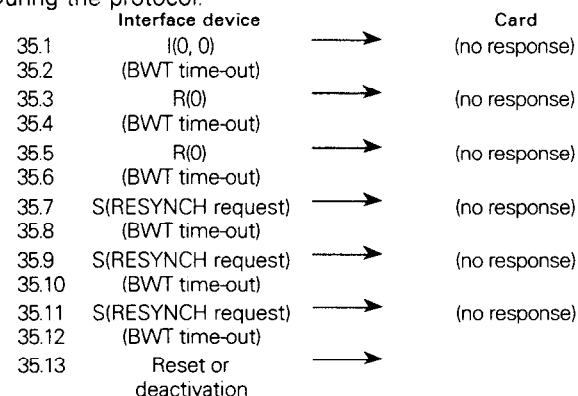 During the protocol.
Interface device Card
35.1 I(0, 0) (no response)
35.2 (BWT time-out)
35.3 R(0) (no response)
35.4 (BWT time-out)
35.5 R(0) (no response)
35.6 (BWT time-out)
35.7 S(RESYNCH request) (no response)
35.8 (BWT time-out)
35.9 S(RESYNCH request) (no response)
35.10 (BWT time-out)
35.11 S(RESYNCH request) (no response)
35.12 (BWT time-out)
35.13 Reset or
deactivation